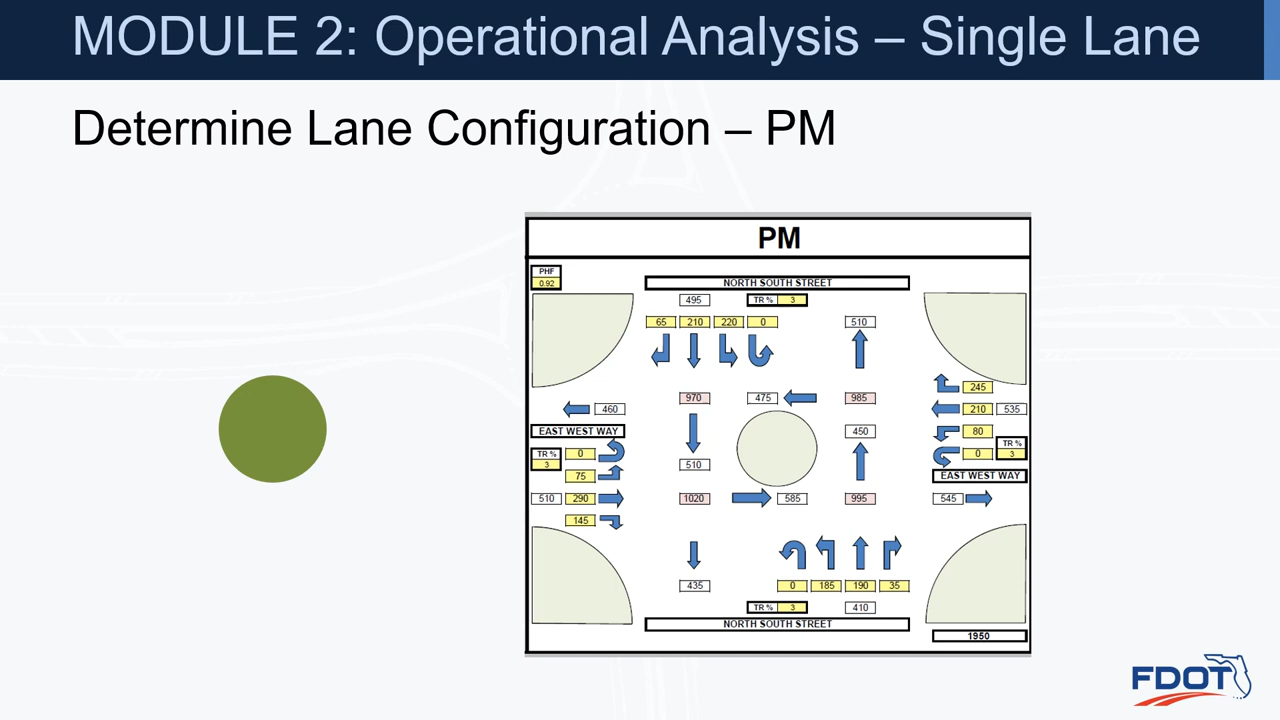 MODULE 2: Operational Analysis – Single Lane
Determine Lane Configuration – PM
PM
PHF
0.92
NORTH SOUTH STREET
495
TR % 3
65 210 220 0
510
245
970
475
985
460
210 535
EAST WEST WAY
450
80
TR %
3
0
TR %
3
0
510
75
EAST WEST WAY
510 290
1020
585
995
545
145
435
0 185 190 35
TR % 3
410
NORTH SOUTH STREET
1950
FDOT